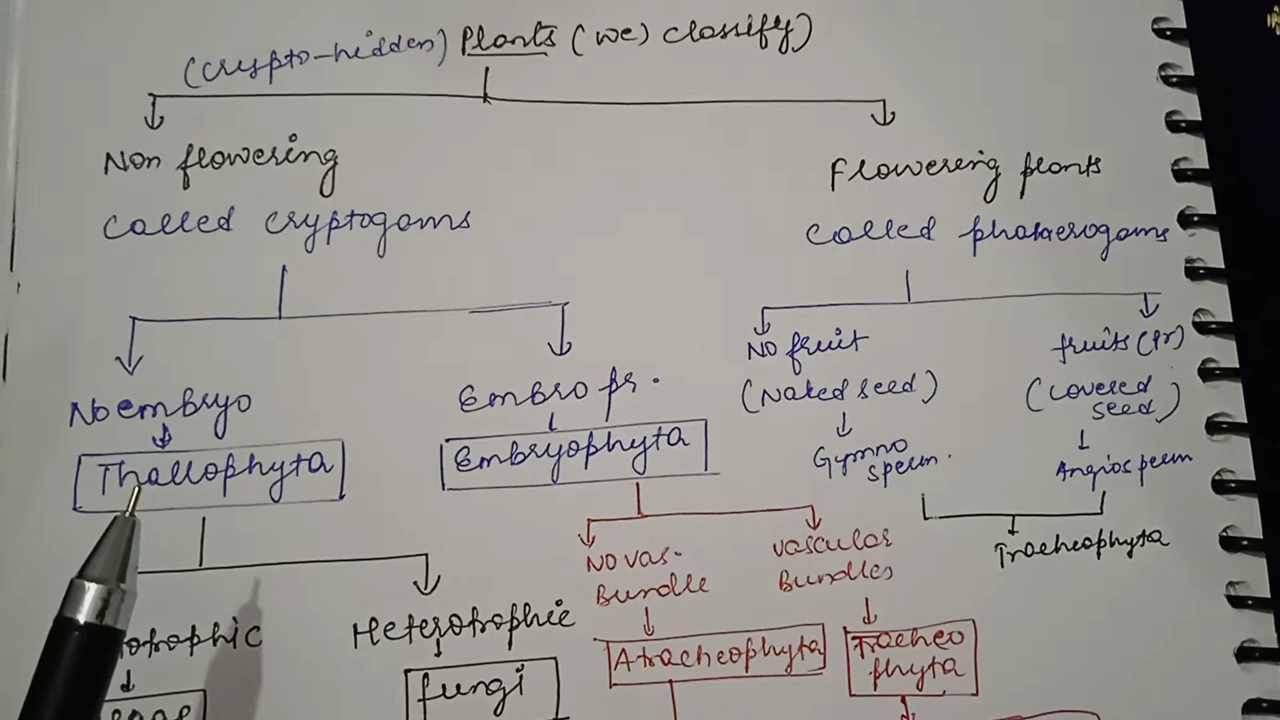 (crypto-hidden) Plants (we) classify)
Non flowering
called cryptogams
Flowering plants
called phanerogams
No embryo
Thallophyta
Embro pr.
Embryophyta
No fruit
(Naked seed)
Gymno
sperm.
fruits (Pr)
(covered
seed)
Angiosperm
Tracheophyta
No vas.
Bundle
Atracheophyta
vascular
Bundles
Tracheo
phyta
otrophic
Heterotrophic
fungi